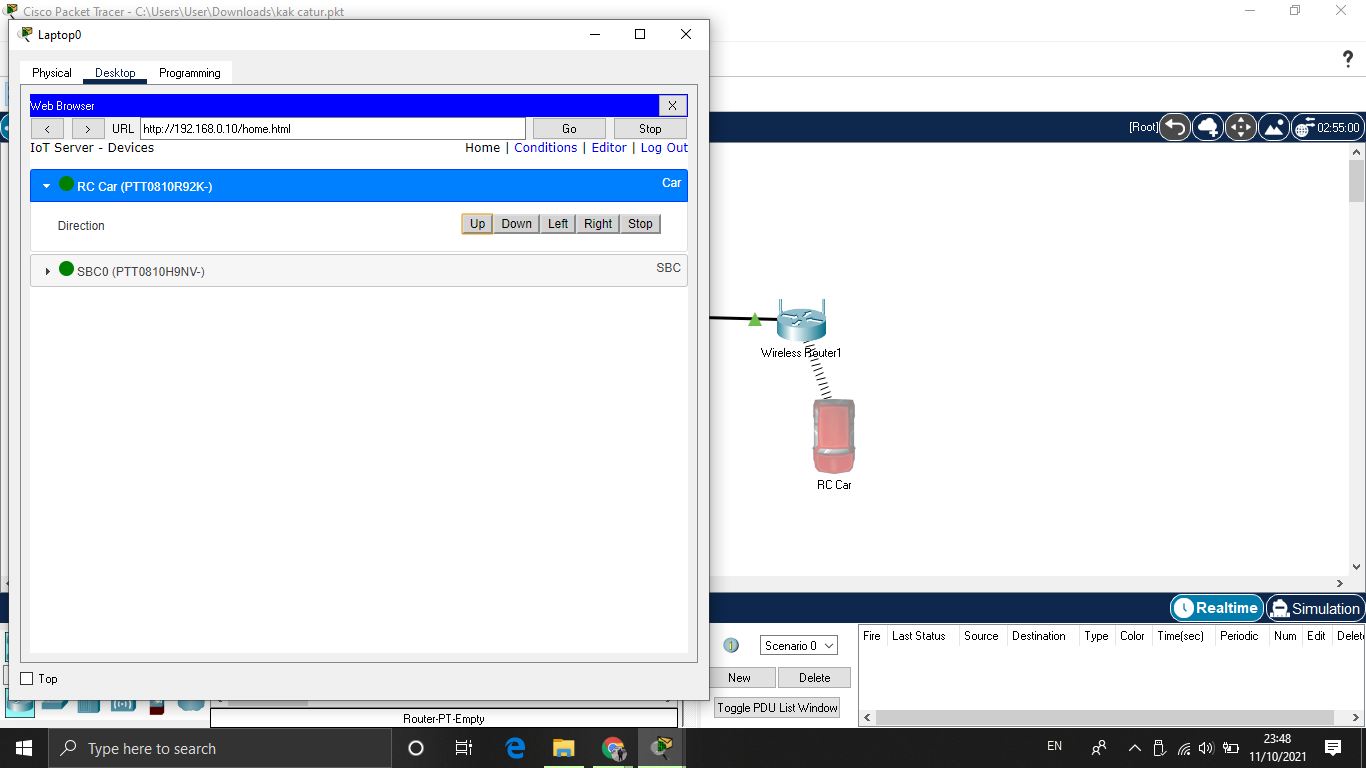 Cisco Packet Tracer - C:\Users\User\Downloads\kak catur.pkt
Laptop0
?
Physical Desktop Programming
Web Browser X
< > URL http://192.168.0.10/home.html Go Stop
IoT Server - Devices Home | Conditions | Editor | Log Out
[Root] 02:55:00
RC Car (PTT0810R92K-) Car
Direction Up Down Left Right Stop
SBC0 (PTT0810H9NV-) SBC
Wireless Router1
RC Car
Realtime Simulation
Scenario 0
Fire Last Status Source Destination Type Color Time(sec) Periodic Num Edit Delet
New Delete
Toggle PDU List Window
Top
Router-PT-Empty
Type here to search
EN
23:48
11/10/2021